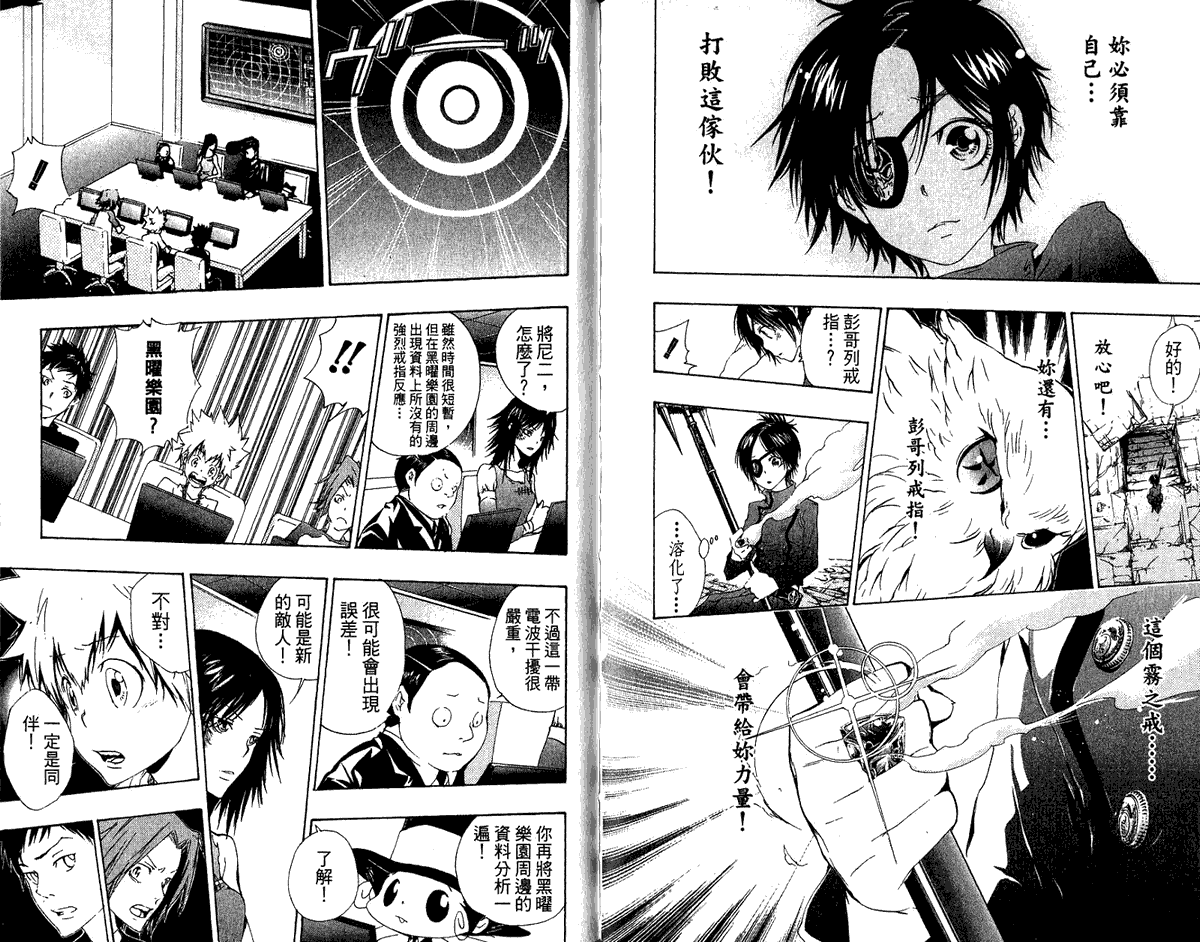 妳必須靠
自己…
打敗這傢伙！
好的！
放心吧！
妳還有…
彭哥列戒指！
彭哥列戒
指…？
！
…溶化了…
這個霧之戒……
會帶給妳力量！
ヴーッ
！
將尼二，
怎麼了？
雖然時間很短暫，
但在黑曜樂園的周邊
出現資料上所沒有的
強烈戒指反應…
！！
黑曜樂園？
不過這一帶
電波干擾很
嚴重，
很可能會出現
誤差！
可能是新
的敵人！
不對…
一定是同
伴！
你再將黑曜
樂園周邊的
資料分析一
遍！
了解！